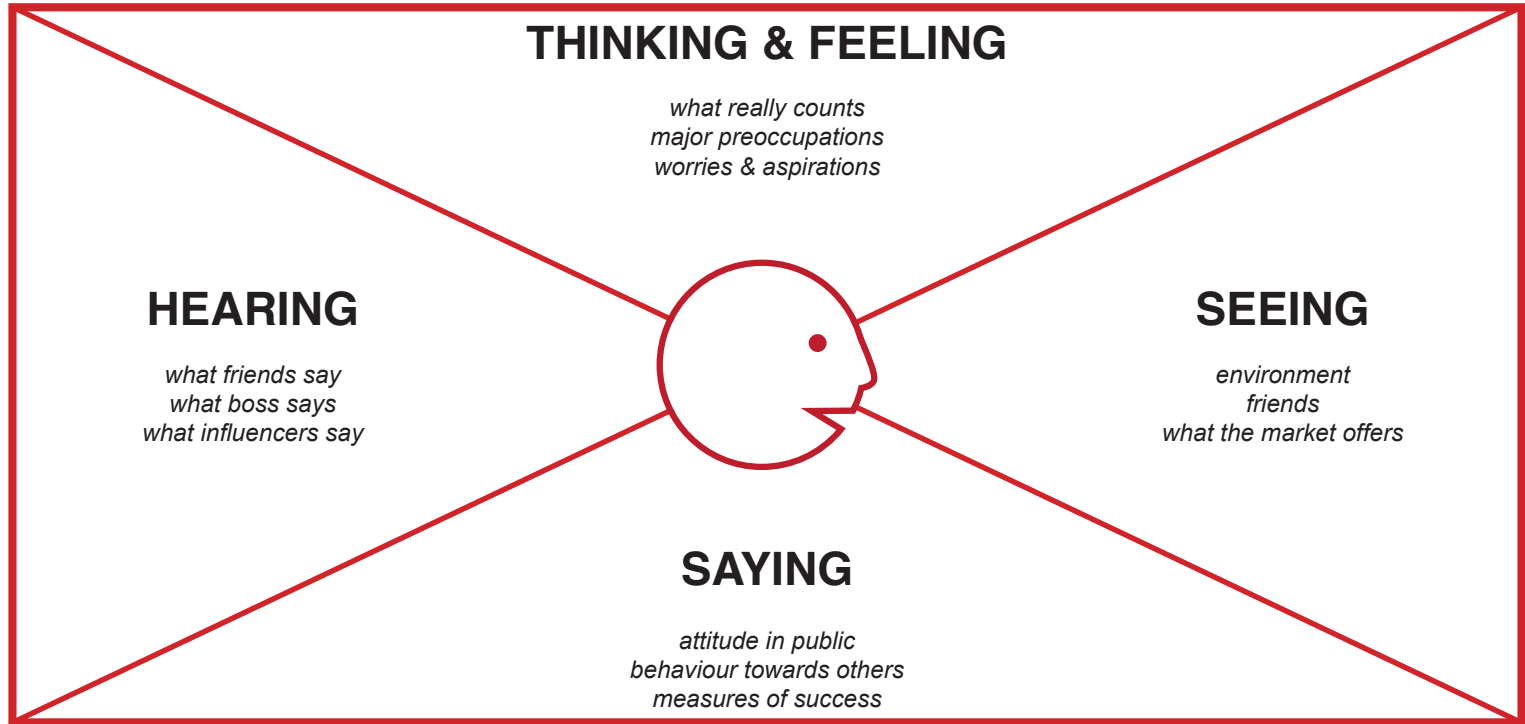 THINKING & FEELING
what really counts
major preoccupations
worries & aspirations
HEARING
what friends say
what boss says
what influencers say
SEEING
environment
friends
what the market offers
SAYING
attitude in public
behaviour towards others
measures of success